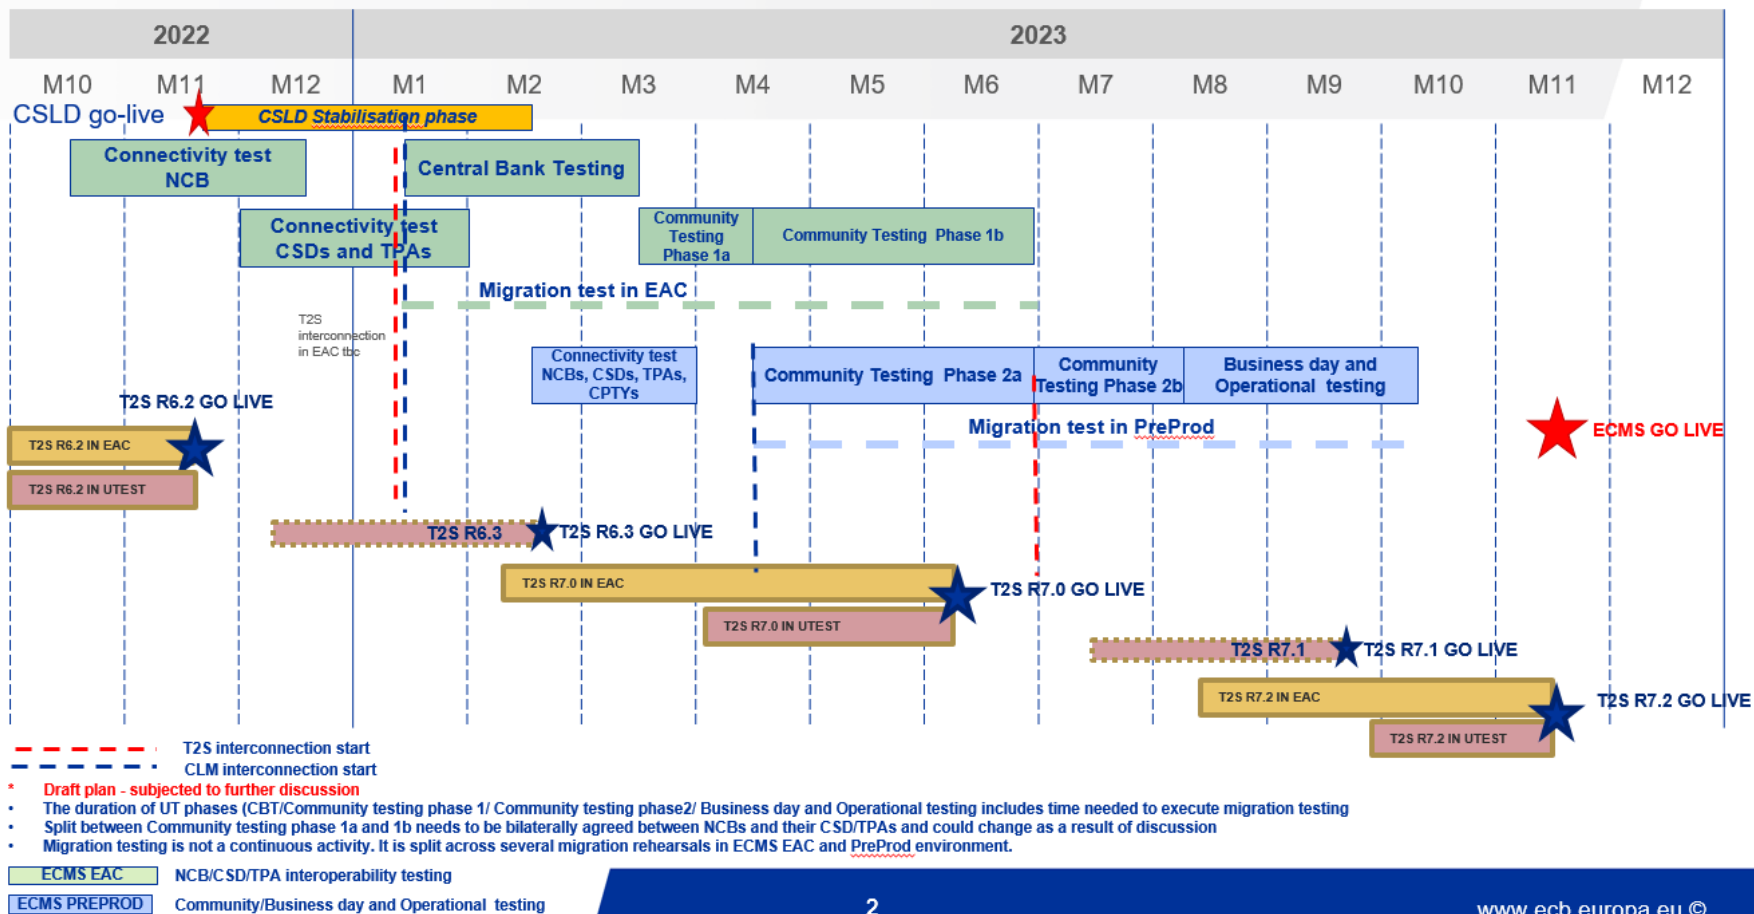 2022 2023
M10 M11 M12 M1 M2 M3 M4 M5 M6 M7 M8 M9 M10 M11 M12
CSLD go-live
CSLD Stabilisation phase
Connectivity test
NCB
Central Bank Testing
Connectivity test
CSDs and TPAs
Community
Testing
Phase 1a
Community Testing Phase 1b
Migration test in EAC
T2S
interconnection
in EAC tbc
Connectivity test
NCBs, CSDs, TPAs,
CPTYs
Community Testing Phase 2a
Community
Testing Phase 2b
Business day and
Operational testing
T2S R6.2 GO LIVE
Migration test in PreProd
ECMS GO LIVE
T2S R6.2 IN EAC
T2S R6.2 IN UTEST
T2S R6.3
T2S R6.3 GO LIVE
T2S R7.0 IN EAC
T2S R7.0 GO LIVE
T2S R7.0 IN UTEST
T2S R7.1
T2S R7.1 GO LIVE
T2S R7.2 IN EAC
T2S R7.2 GO LIVE
T2S R7.2 IN UTEST
T2S interconnection start
CLM interconnection start
* Draft plan - subjected to further discussion
• The duration of UT phases (CBT/Community testing phase 1/ Community testing phase2/ Business day and Operational testing includes time needed to execute migration testing
• Split between Community testing phase 1a and 1b needs to be bilaterally agreed between NCBs and their CSD/TPAs and could change as a result of discussion
• Migration testing is not a continuous activity. It is split across several migration rehearsals in ECMS EAC and PreProd environment.
ECMS EAC NCB/CSD/TPA interoperability testing
ECMS PREPROD Community/Business day and Operational testing
2
www.ecb.europa.eu ©